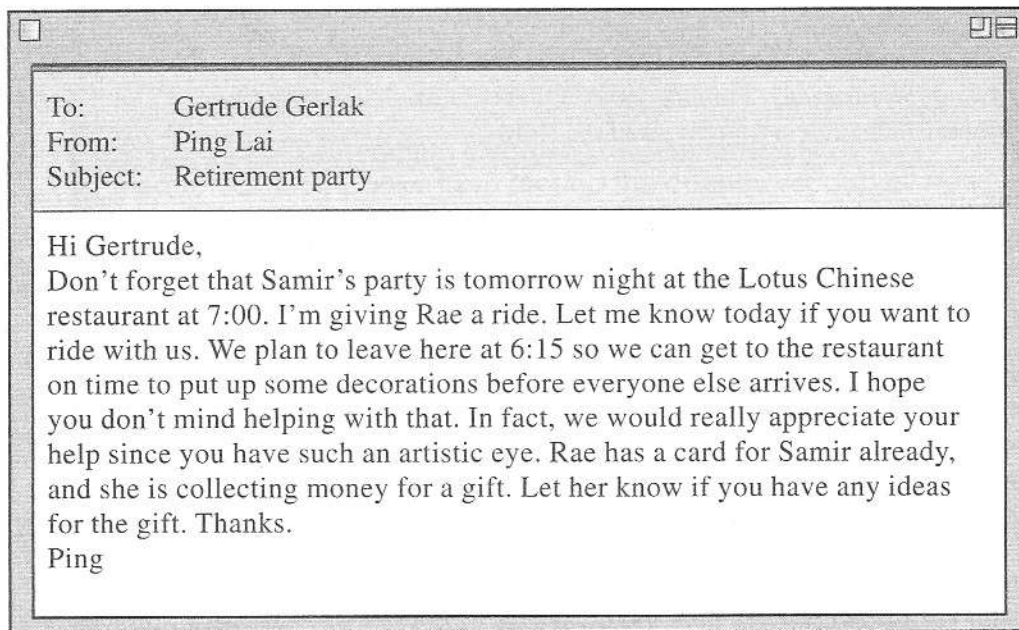 To: Gertrude Gerlak
From: Ping Lai
Subject: Retirement party
Hi Gertrude,
Don't forget that Samir's party is tomorrow night at the Lotus Chinese
restaurant at 7:00. I'm giving Rae a ride. Let me know today if you want to
ride with us. We plan to leave here at 6:15 so we can get to the restaurant
on time to put up some decorations before everyone else arrives. I hope
you don't mind helping with that. In fact, we would really appreciate your
help since you have such an artistic eye. Rae has a card for Samir already,
and she is collecting money for a gift. Let her know if you have any ideas
for the gift. Thanks.
Ping